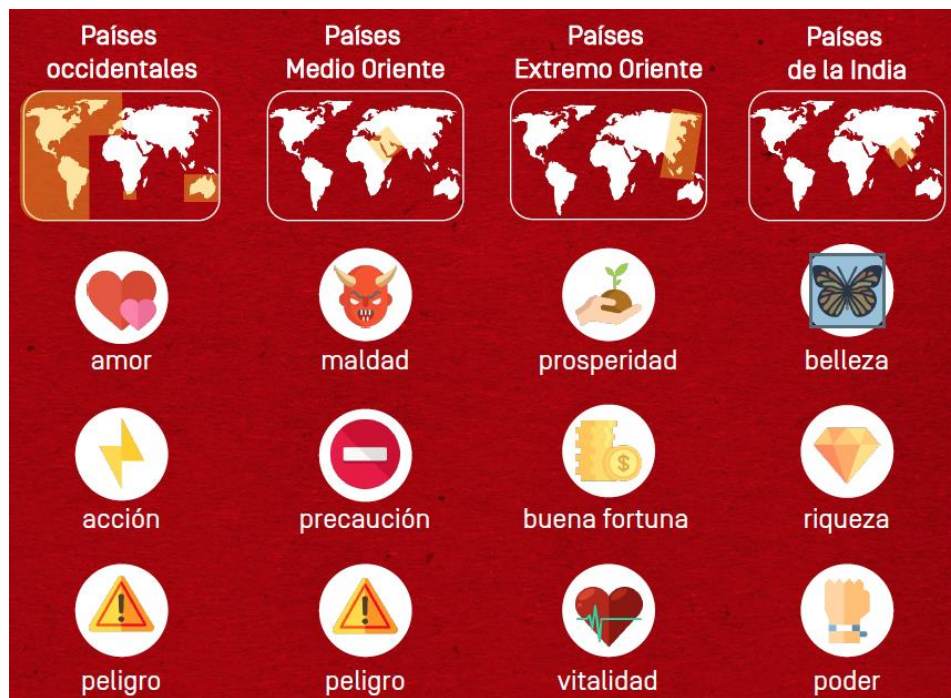 Países
occidentales
Países
Medio Oriente
Países
Extremo Oriente
Países
de la India
amor
maldad
prosperidad
belleza
acción
precaución
buena fortuna
$
riqueza
peligro
peligro
vitalidad
poder